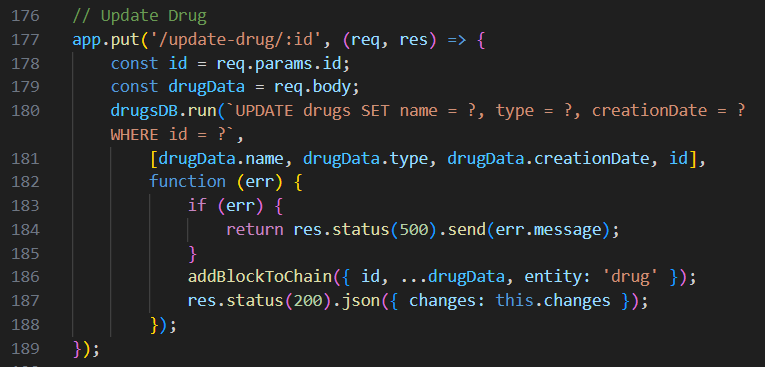 176 // Update Drug
177 app.put('/update-drug/:id', (req, res) => {
178     const id = req.params.id;
179     const drugData = req.body;
180     drugsDB.run(`UPDATE drugs SET name = ?, type = ?, creationDate = ?
    WHERE id = ?`,
181         [drugData.name, drugData.type, drugData.creationDate, id],
182         function (err) {
183             if (err) {
184                 return res.status(500).send(err.message);
185             }
186             addBlockToChain({ id, ...drugData, entity: 'drug' });
187             res.status(200).json({ changes: this.changes });
188         });
189 });